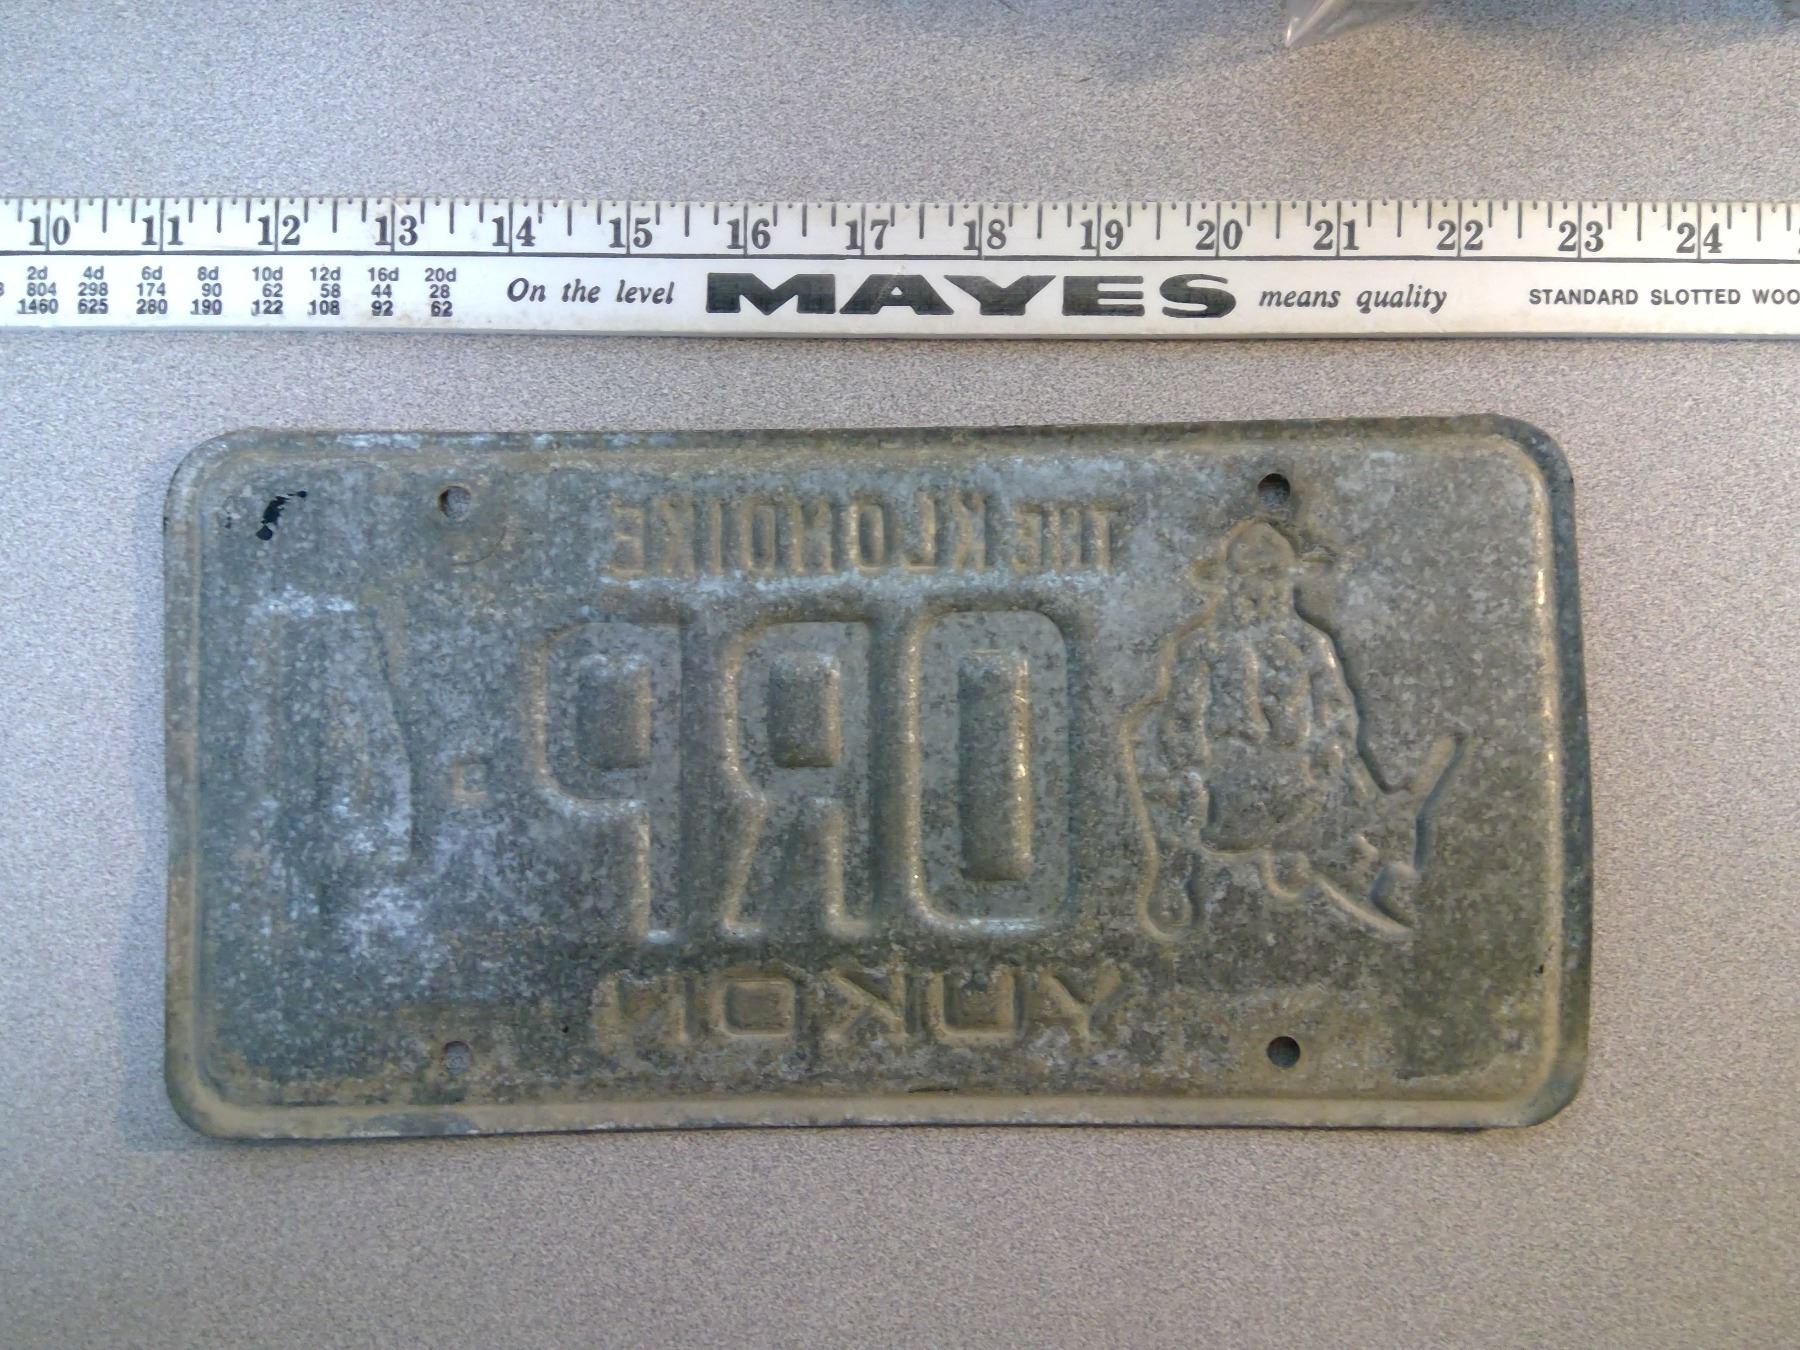 10 11 12 13 14 15 16 17 18 19 20 21 22 23 24
2d 4d 6d 8d 10d 12d 16d 20d
804 298 174 90 62 58 44 28
1460 625 280 190 122 108 92 62
On the level MAYES means quality STANDARD SLOTTED WOO
THE KLONDIKE
ORP
YUKON